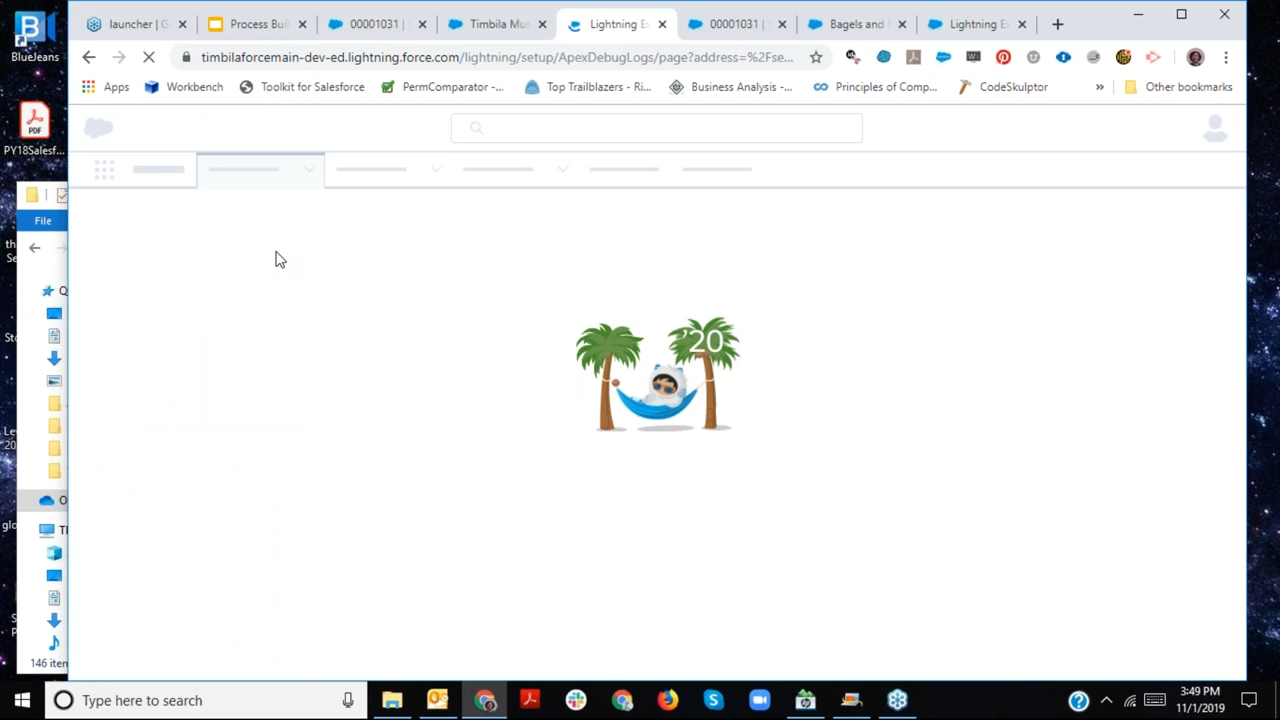 BlueJeans
PDF
PY18Salesf...
launcher | G
Process Bui
00001031 |
Timbila Mus
Lightning E
00001031 | S
Bagels and
Lightning E
timbilaforcemain-dev-ed.lightning.force.com/lightning/setup/ApexDebugLogs/page?address=%2Fse...
Apps
Workbench
Toolkit for Salesforce
PermComparator -...
Top Trailblazers - Ri...
Business Analysis -...
Principles of Comp...
CodeSkulptor
»
Other bookmarks
File
'20
146 iten
Type here to search
3:49 PM
11/1/2019